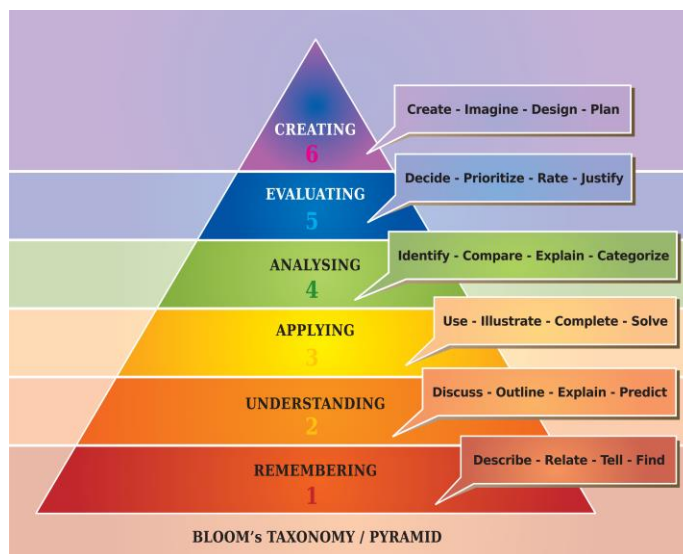 Create - Imagine - Design - Plan
CREATING
6
Decide - Prioritize - Rate - Justify
EVALUATING
5
Identify - Compare - Explain - Categorize
ANALYSING
4
Use - Illustrate - Complete - Solve
APPLYING
3
Discuss - Outline - Explain - Predict
UNDERSTANDING
2
Describe - Relate - Tell - Find
REMEMBERING
1
BLOOM's TAXONOMY / PYRAMID